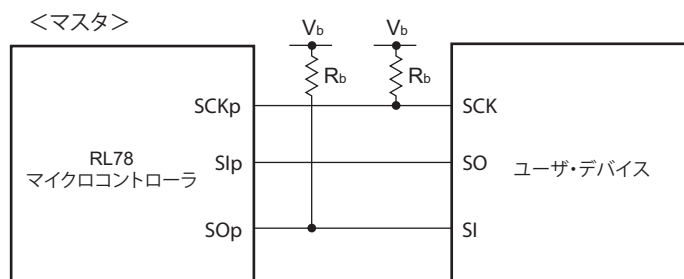 ＜マスタ＞
Vb Vb
Rb Rb
SCKp SCK
RL78
マイクロコントローラ
SIp SO
ユーザ・デバイス
SOp SI